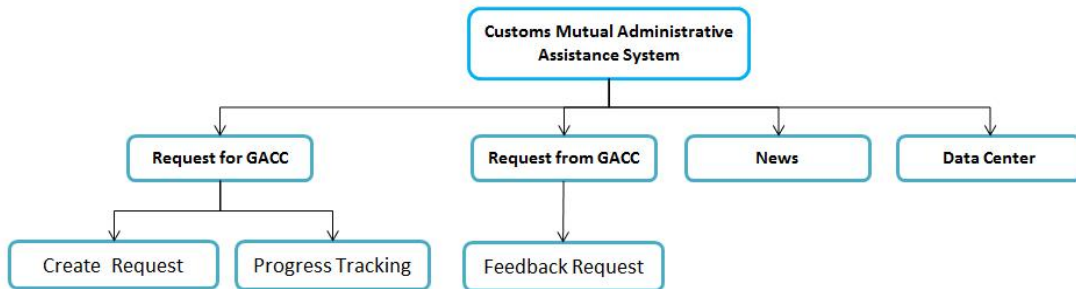 Customs Mutual Administrative
Assistance System
Request for GACC
Request from GACC
News
Data Center
Create Request
Progress Tracking
Feedback Request